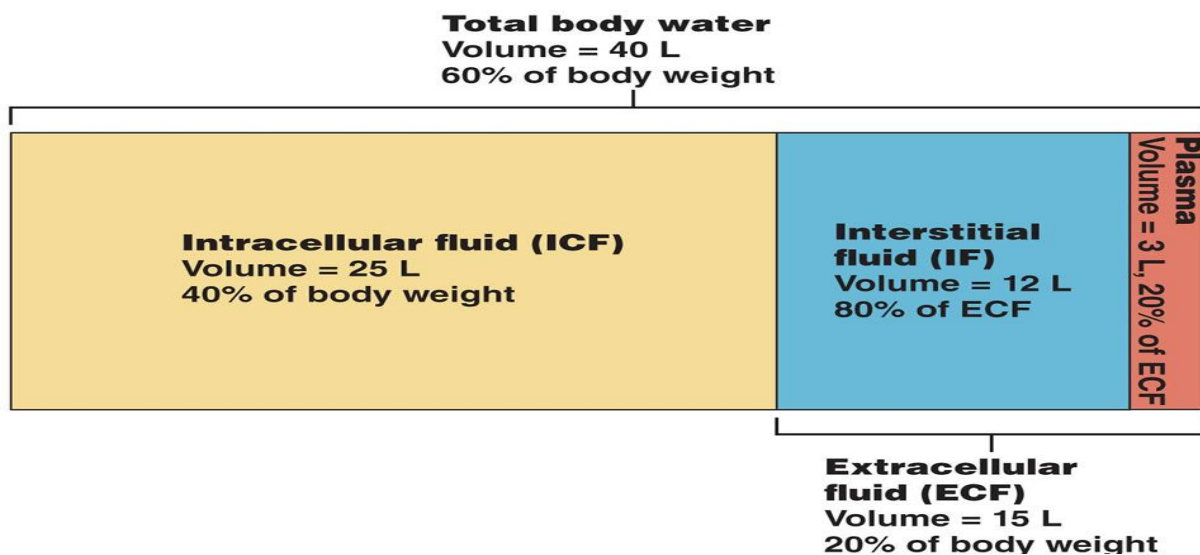 Total body water
Volume = 40 L
60% of body weight
Intracellular fluid (ICF)
Volume = 25 L
40% of body weight
Interstitial
fluid (IF)
Volume = 12 L
80% of ECF
Plasma
Volume = 3 L, 20% of ECF
Extracellular
fluid (ECF)
Volume = 15 L
20% of body weight